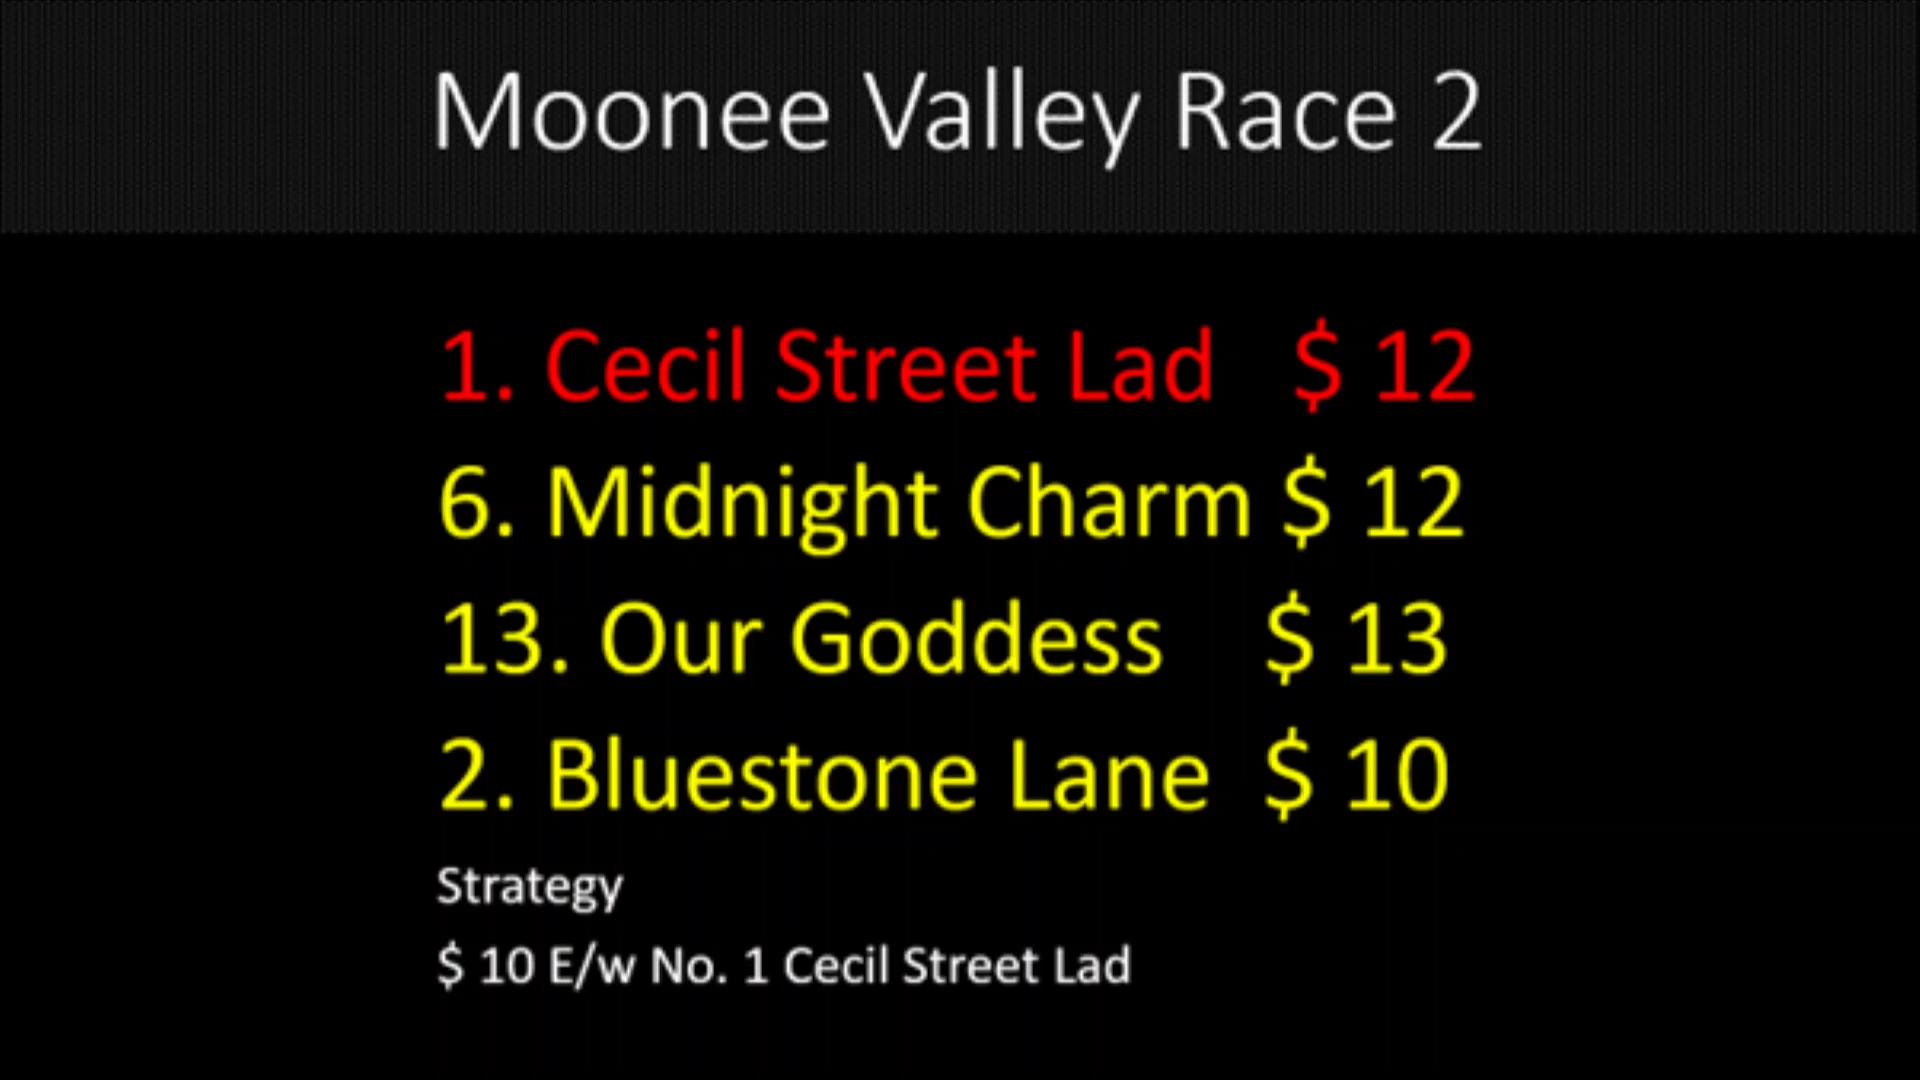 Moonee Valley Race 2
1. Cecil Street Lad $ 12
6. Midnight Charm $ 12
13. Our Goddess $ 13
2. Bluestone Lane $ 10
Strategy
$ 10 E/w No. 1 Cecil Street Lad